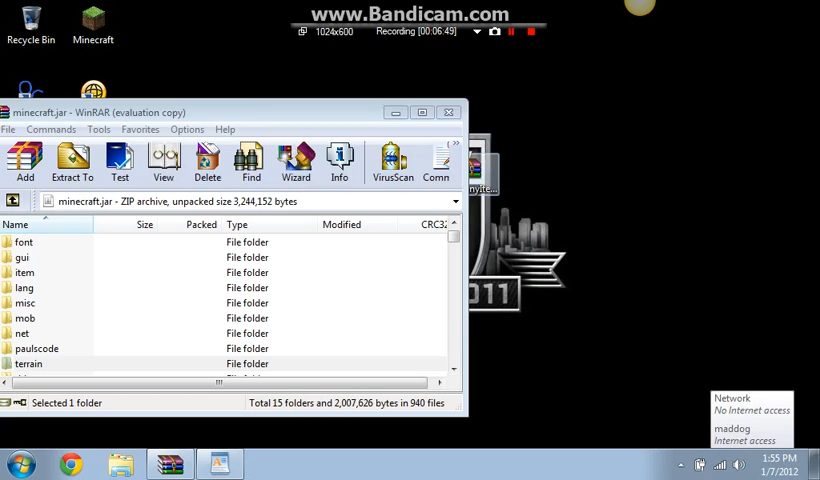 www.Bandicam.com
1024x600
Recording [00:06:49]
Recycle Bin
Minecraft
minecraft.jar - WinRAR (evaluation copy)
File Commands Tools Favorites Options Help
Add Extract To Test View Delete Find Wizard Info VirusScan Comm
minecraft.jar - ZIP archive, unpacked size 3,244,152 bytes
Name Size Packed Type Modified CRC32
font File folder
gui File folder
item File folder
lang File folder
misc File folder
mob File folder
net File folder
paulscode File folder
terrain File folder
Selected 1 folder
Total 15 folders and 2,007,626 bytes in 940 files
nyite...
011
Network
No Internet access
maddog
Internet access
1:55 PM
1/7/2012